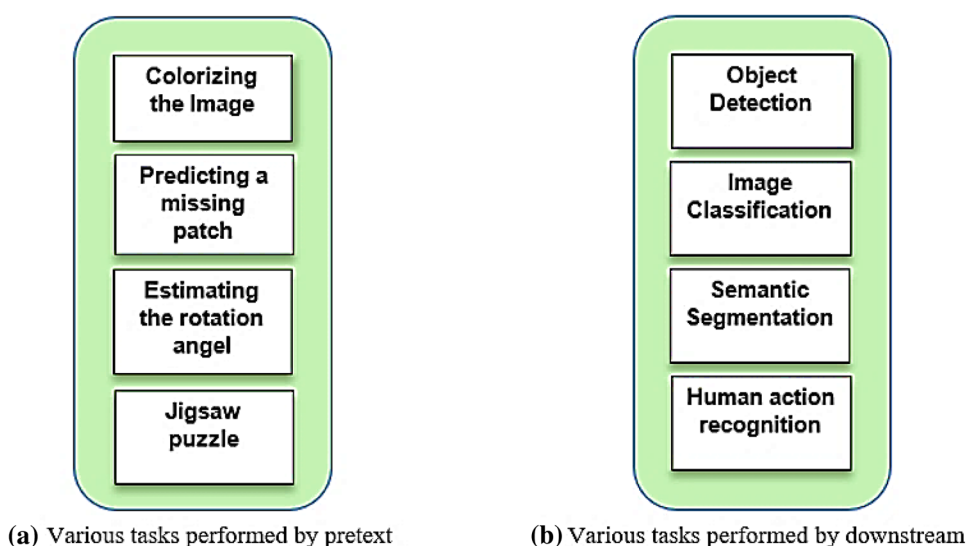 Colorizing
the Image
Predicting a
missing
patch
Estimating
the rotation
angel
Jigsaw
puzzle
(a) Various tasks performed by pretext
Object
Detection
Image
Classification
Semantic
Segmentation
Human action
recognition
(b) Various tasks performed by downstream